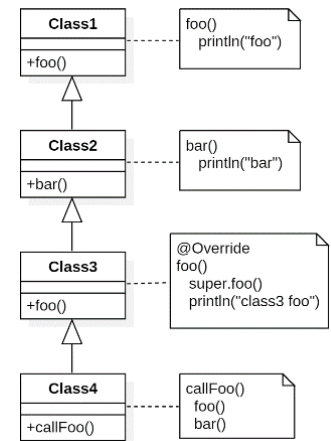 Class1
+foo()
foo()
println("foo")
Class2
+bar()
bar()
println("bar")
Class3
+foo()
@Override
foo()
super.foo()
println("class3 foo")
Class4
+callFoo()
callFoo()
foo()
bar()